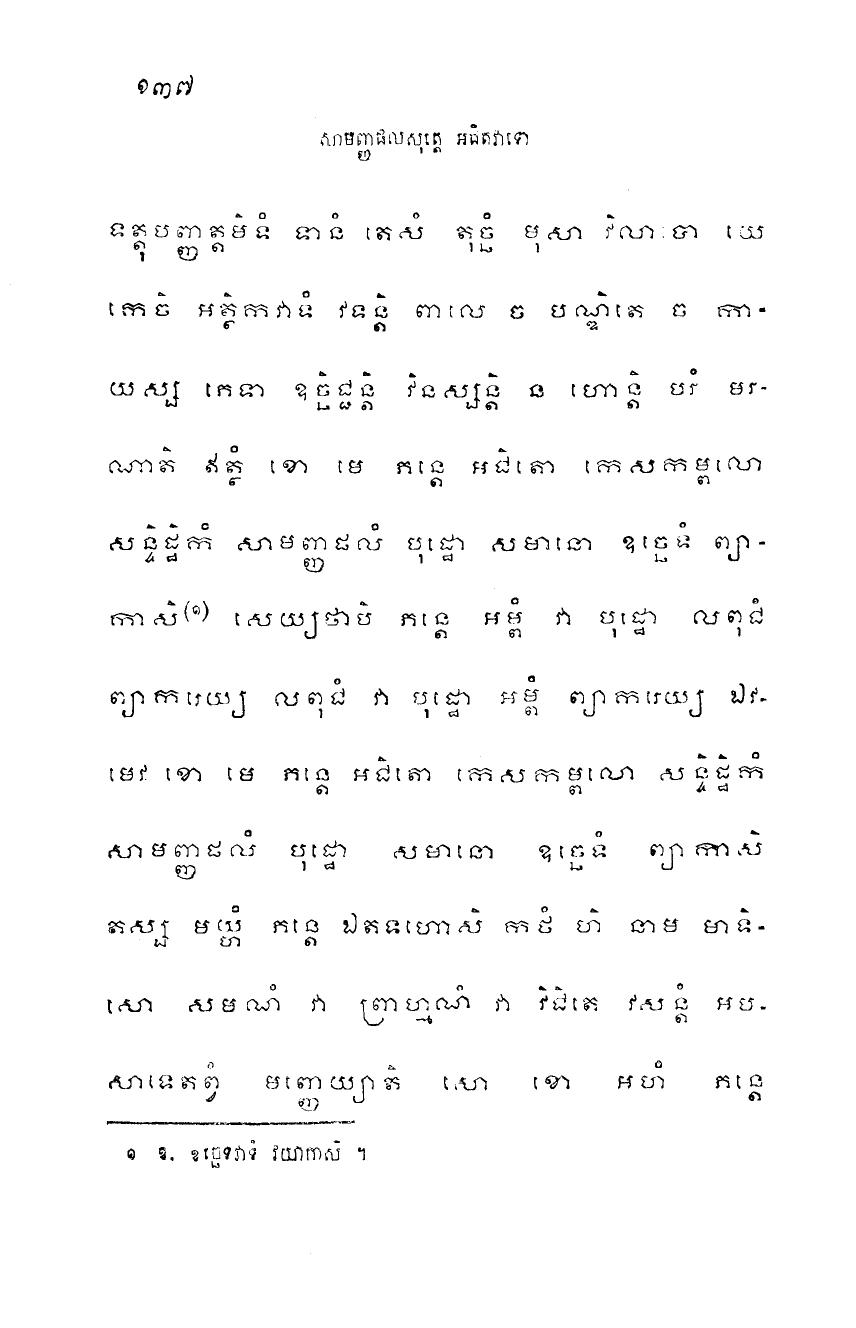 ១៣៧
សាមញ្ញផលសុត្តេ អជិតវាទោ
ទត្តុបញ្ញត្តមិទំ ទានំ តេសំ តុច្ឆំ មុសា វិលាបោ យេ
កេចិ អត្ថិកវាទំ វទន្តិ ពាលេ ច បណ្ឌិតេ ច កា-
យស្ស ភេទា ឧច្ឆិជ្ជន្តិ វិនស្សន្តិ ន ហោន្តិ បរំ មរ-
ណាតិ ឥត្ថំ ខោ មេ ភន្តេ អជិតោ កេសកម្ពលោ
សន្ទិដ្ឋិកំ សាមញ្ញផលំ បុដ្ឋោ សមានោ ឧច្ឆេទំ ព្យា-
កាសិ(១) សេយ្យថាបិ ភន្តេ អម្ពំ វា បុដ្ឋោ លពុជំ
ព្យាករេយ្យ លពុជំ វា បុដ្ឋោ អម្ពំ ព្យាករេយ្យ ឯវ-
មេវ ខោ មេ ភន្តេ អជិតោ កេសកម្ពលោ សន្ទិដ្ឋិកំ
សាមញ្ញផលំ បុដ្ឋោ សមានោ ឧច្ឆេទំ ព្យាកាសិ
តស្ស មយ្ហំ ភន្តេ ឯតទហោសិ កថំ ហិ នាម មាទិ-
សោ សមណំ វា ព្រាហ្មណំ វា វិជិតេ វសន្តំ អប-
សាទេតព្វំ មញ្ញេយ្យាតិ សោ ខោ អហំ ភន្តេ
១ ឱ. ឧច្ឆេទវាទំ វយាកាសិ ។